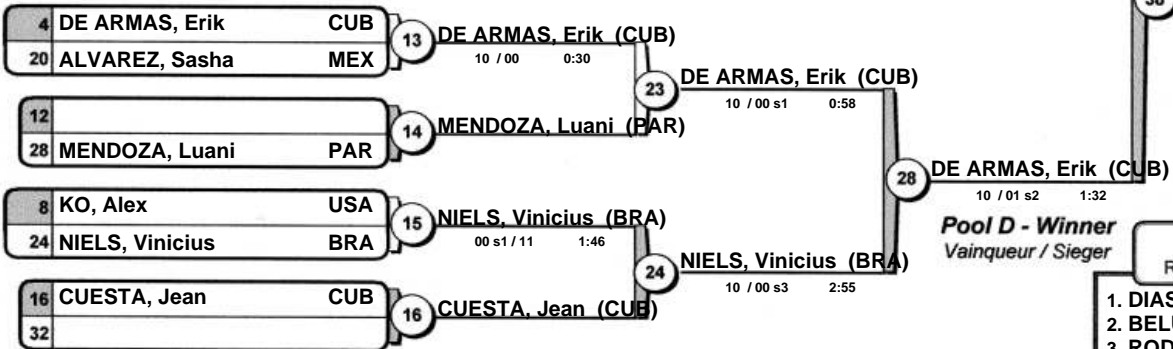 4 DE ARMAS, Erik CUB
20 ALVAREZ, Sasha MEX
13 DE ARMAS, Erik (CUB)
10 / 00 0:30
12
28 MENDOZA, Luani PAR
14 MENDOZA, Luani (PAR)
23 DE ARMAS, Erik (CUB)
10 / 00 s1 0:58
8 KO, Alex USA
24 NIELS, Vinicius BRA
15 NIELS, Vinicius (BRA)
00 s1 / 11 1:46
16 CUESTA, Jean CUB
32
16 CUESTA, Jean (CUB)
24 NIELS, Vinicius (BRA)
10 / 00 s3 2:55
28 DE ARMAS, Erik (CUB)
10 / 01 s2 1:32
Pool D - Winner
Vainqueur / Sieger
R
1. DIAS
2. BELU
3. ROD